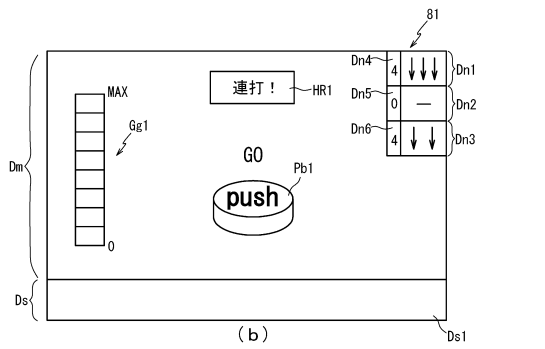 81
Dn4
4
Dn1
MAX
連打！
HR1
Dn5
0
Dn2
Gg1
Dn6
4
Dn3
GO
Dm
Pb1
push
0
Ds
(b)
Ds1